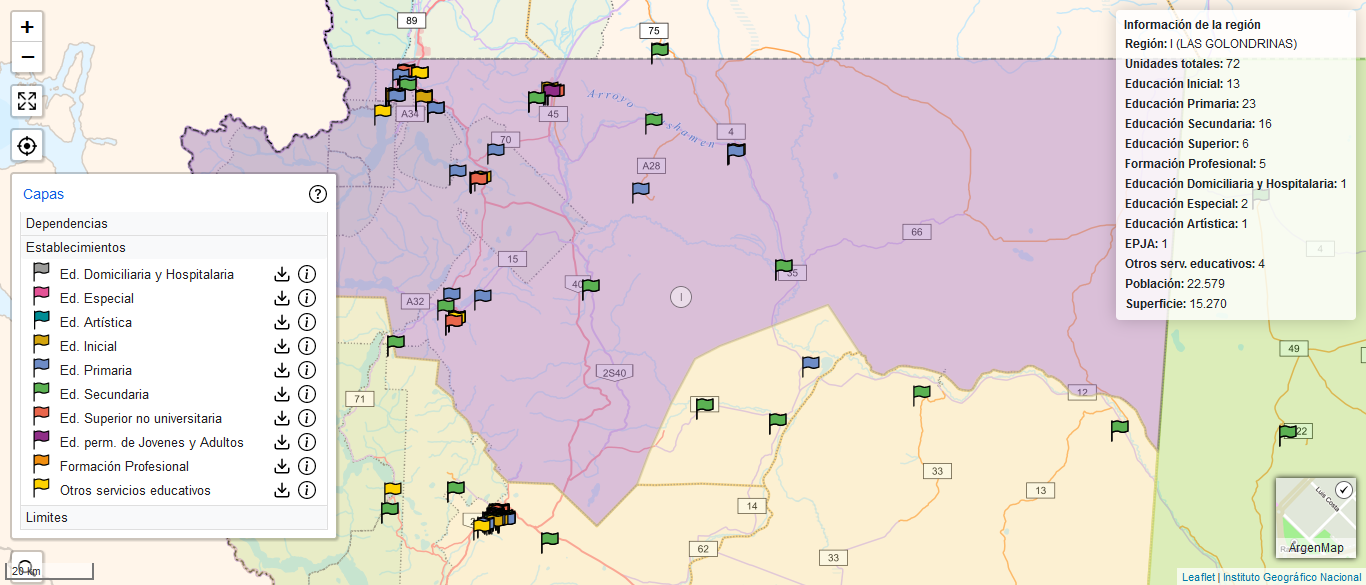 +
−
89
75
A34
45
Arroyo
shamen
4
70
A28
66
15
35
40
A32
I
2S40
71
12
49
4
22
33
13
14
62
33
Capas
?
Dependencias
Establecimientos
Ed. Domiciliaria y Hospitalaria
Ed. Especial
Ed. Artística
Ed. Inicial
Ed. Primaria
Ed. Secundaria
Ed. Superior no universitaria
Ed. perm. de Jovenes y Adultos
Formación Profesional
Otros servicios educativos
Limites
20 km
Información de la región
Región: I (LAS GOLONDRINAS)
Unidades totales: 72
Educación Inicial: 13
Educación Primaria: 23
Educación Secundaria: 16
Educación Superior: 6
Formación Profesional: 5
Educación Domiciliaria y Hospitalaria: 1
Educación Especial: 2
Educación Artística: 1
EPJA: 1
Otros serv. educativos: 4
Población: 22.579
Superficie: 15.270
Luis Costa
ArgenMap
Leaflet | Instituto Geográfico Nacional